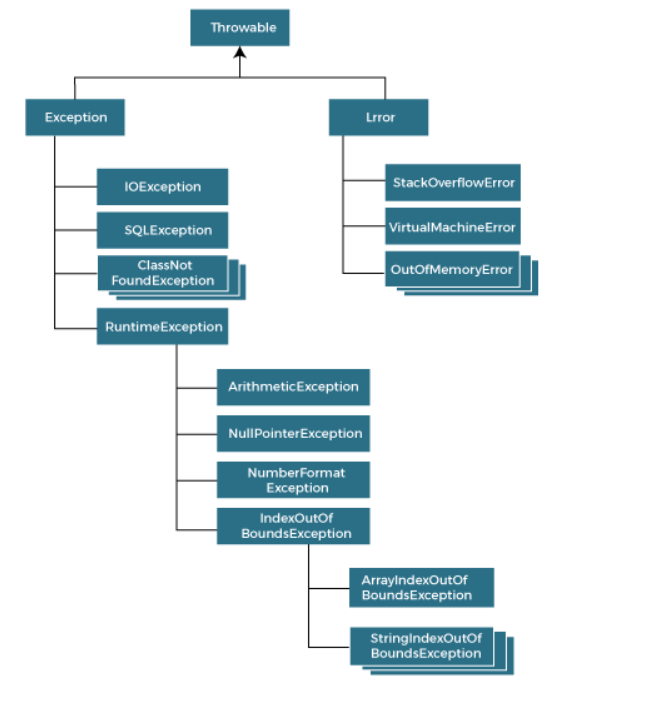 Throwable
Exception
Lrror
IOException
SQLException
ClassNot
FoundException
RuntimeException
StackOverflowError
VirtualMachineError
OutOfMemoryError
ArithmeticException
NullPointerException
NumberFormat
Exception
IndexOutOf
BoundsException
ArrayIndexOutOf
BoundsException
StringIndexOutOf
BoundsException